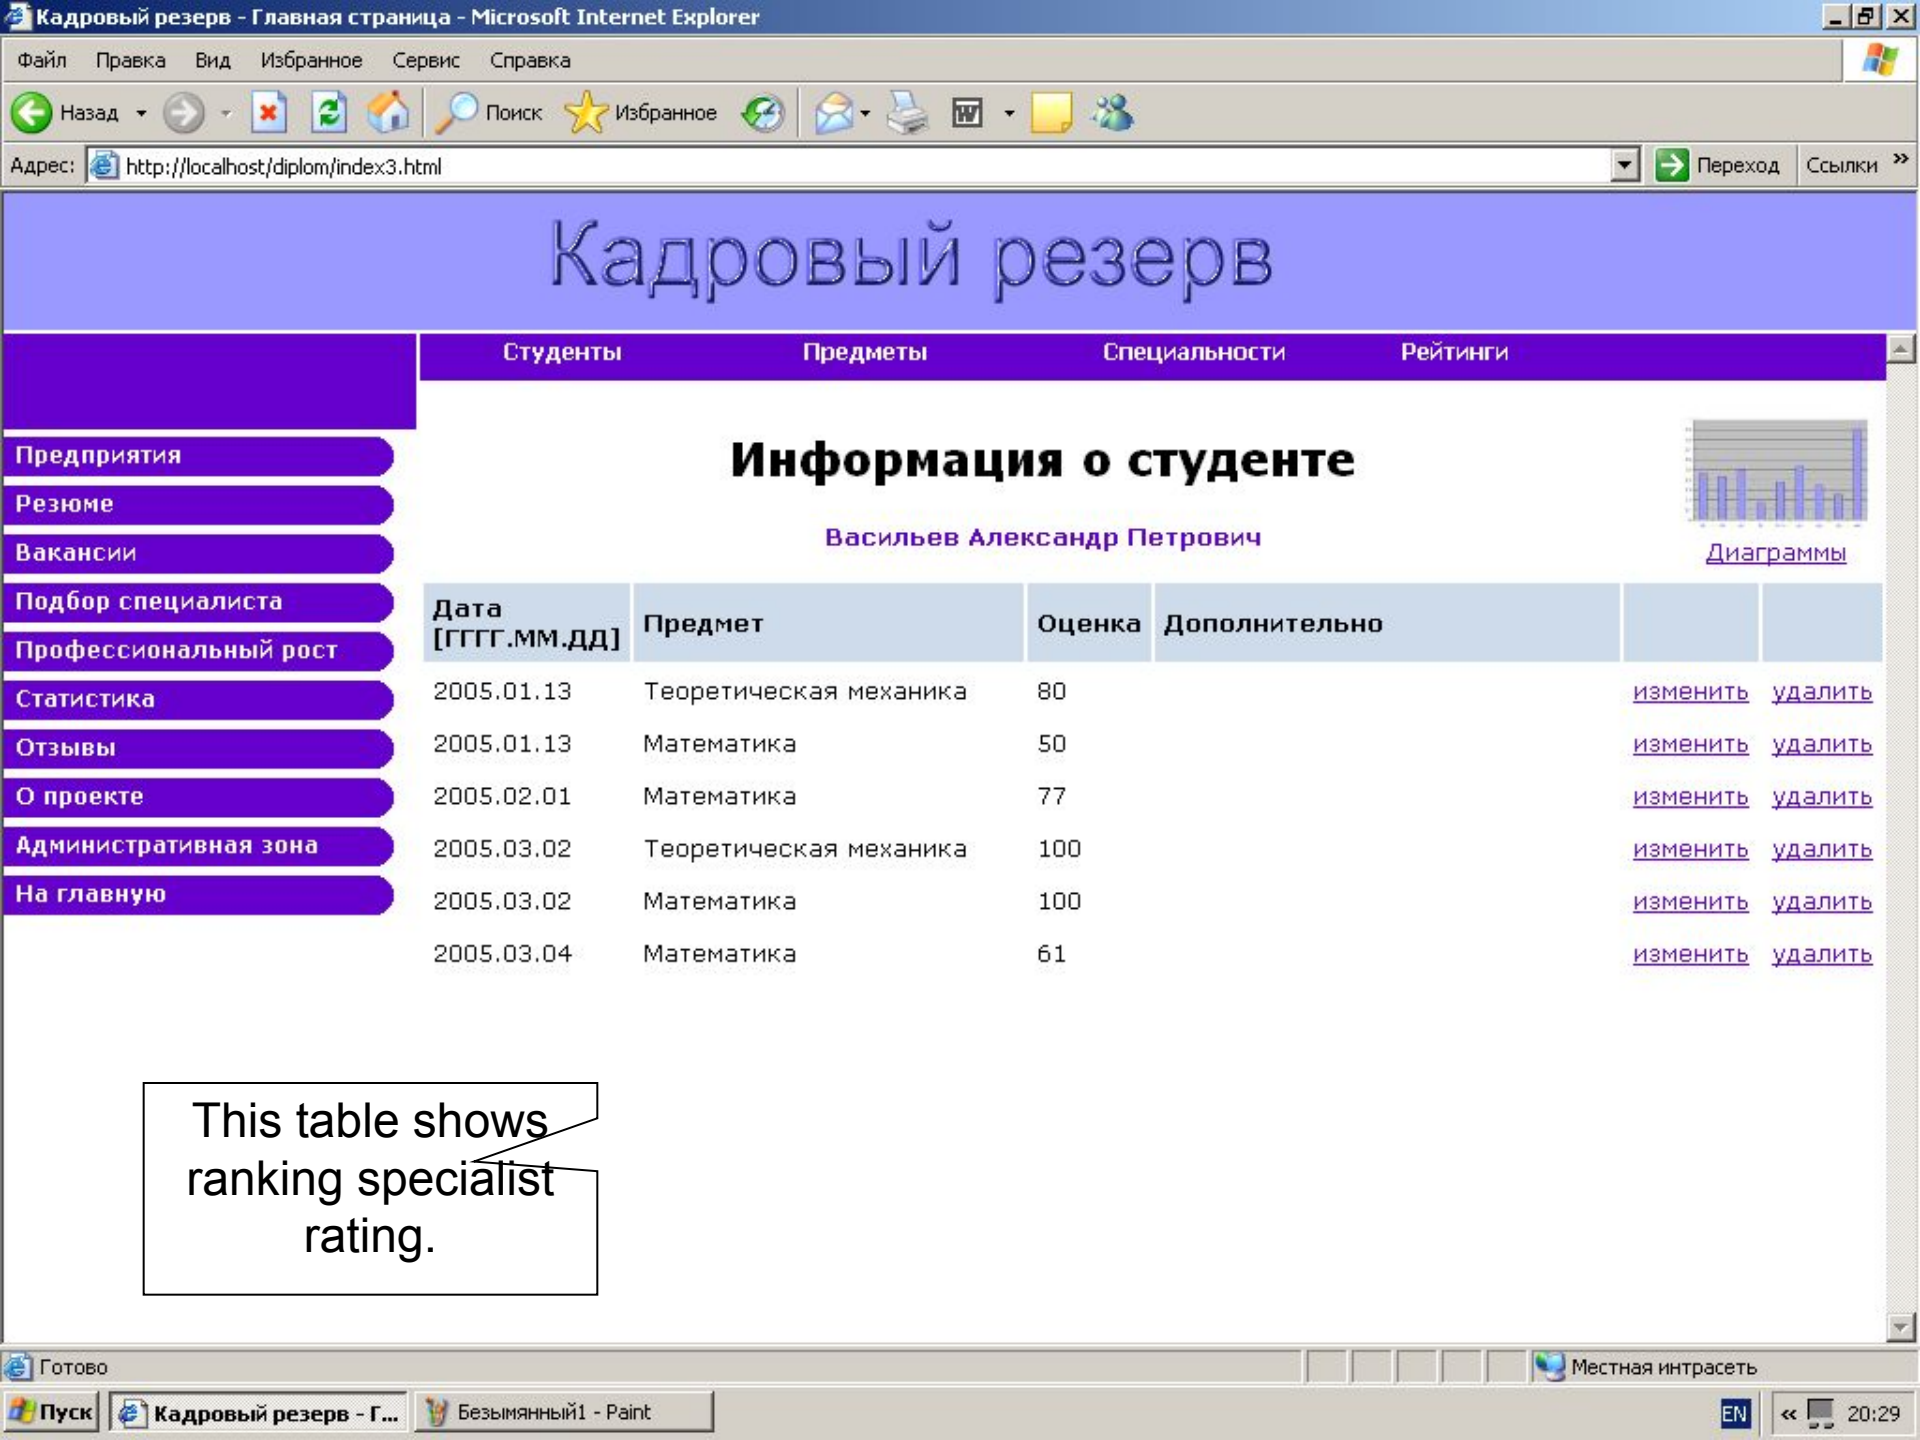 Кадровый резерв - Главная страница - Microsoft Internet Explorer
Файл Правка Вид Избранное Сервис Справка
Назад Поиск Избранное
Адрес: http://localhost/diplom/index3.html Переход Ссылки »
Кадровый резерв
Студенты Предметы Специальности Рейтинги
Предприятия
Резюме
Вакансии
Подбор специалиста
Профессиональный рост
Статистика
Отзывы
О проекте
Административная зона
На главную
Информация о студенте
Васильев Александр Петрович
Диаграммы
Дата [ГГГГ.ММ.ДД] Предмет Оценка Дополнительно
2005.01.13 Теоретическая механика 80 изменить удалить
2005.01.13 Математика 50 изменить удалить
2005.02.01 Математика 77 изменить удалить
2005.03.02 Теоретическая механика 100 изменить удалить
2005.03.02 Математика 100 изменить удалить
2005.03.04 Математика 61 изменить удалить
This table shows
ranking specialist
rating.
Готово Местная интрасеть
Пуск Кадровый резерв - Г... Безымянный1 - Paint EN « 20:29